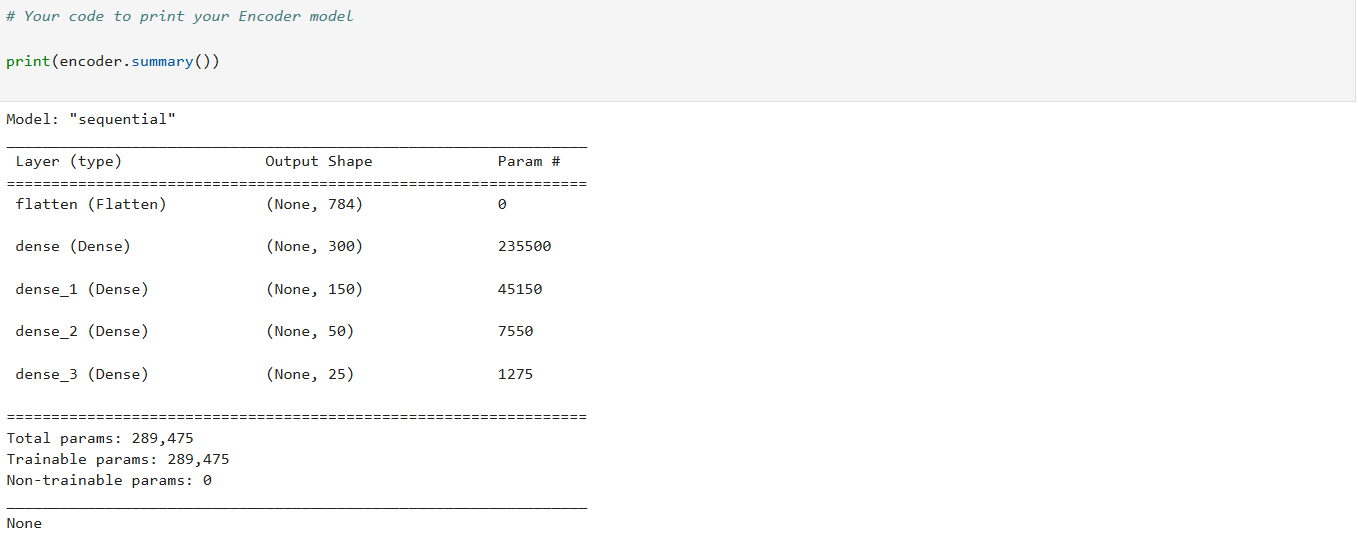 # Your code to print your Encoder model
print(encoder.summary())
Model: "sequential"
_________________________________________________________________
Layer (type) Output Shape Param #
=================================================================
flatten (Flatten) (None, 784) 0
dense (Dense) (None, 300) 235500
dense_1 (Dense) (None, 150) 45150
dense_2 (Dense) (None, 50) 7550
dense_3 (Dense) (None, 25) 1275
=================================================================
Total params: 289,475
Trainable params: 289,475
Non-trainable params: 0
_________________________________________________________________
None